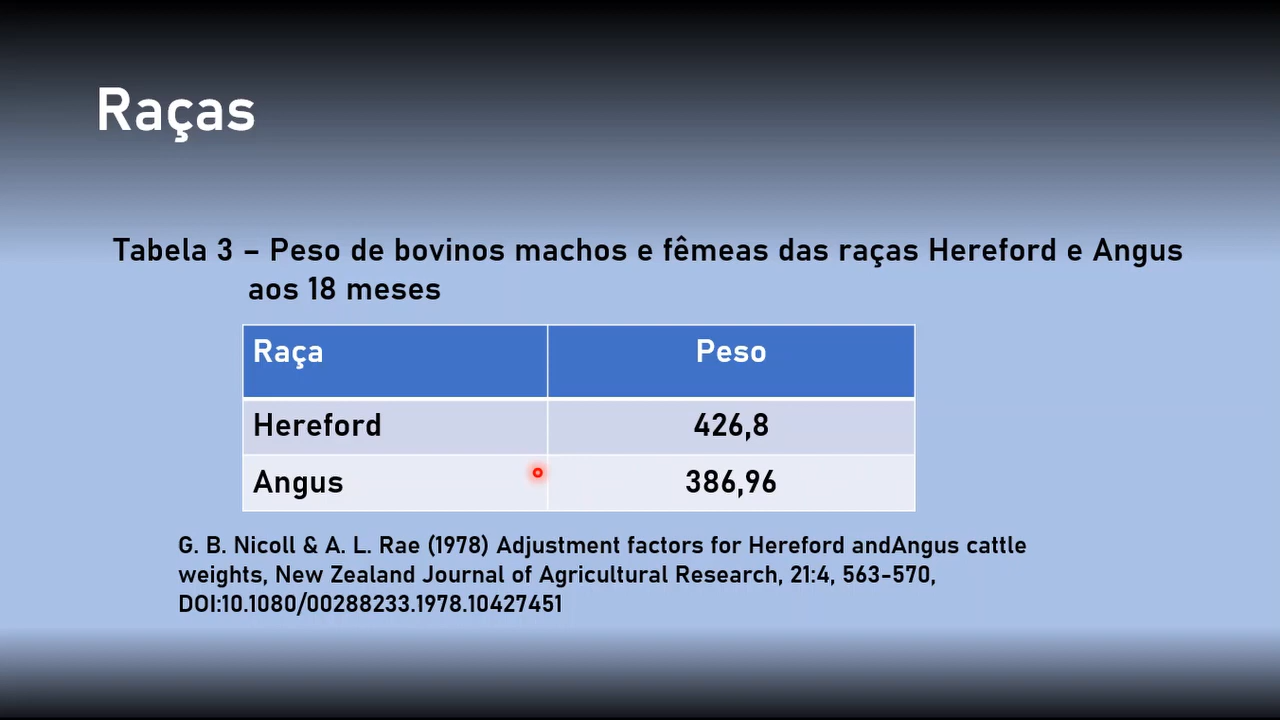 Raças
Tabela 3 – Peso de bovinos machos e fêmeas das raças Hereford e Angus
aos 18 meses
Raça Peso
Hereford 426,8
Angus 386,96
G. B. Nicoll & A. L. Rae (1978) Adjustment factors for Hereford andAngus cattle
weights, New Zealand Journal of Agricultural Research, 21:4, 563-570,
DOI:10.1080/00288233.1978.10427451